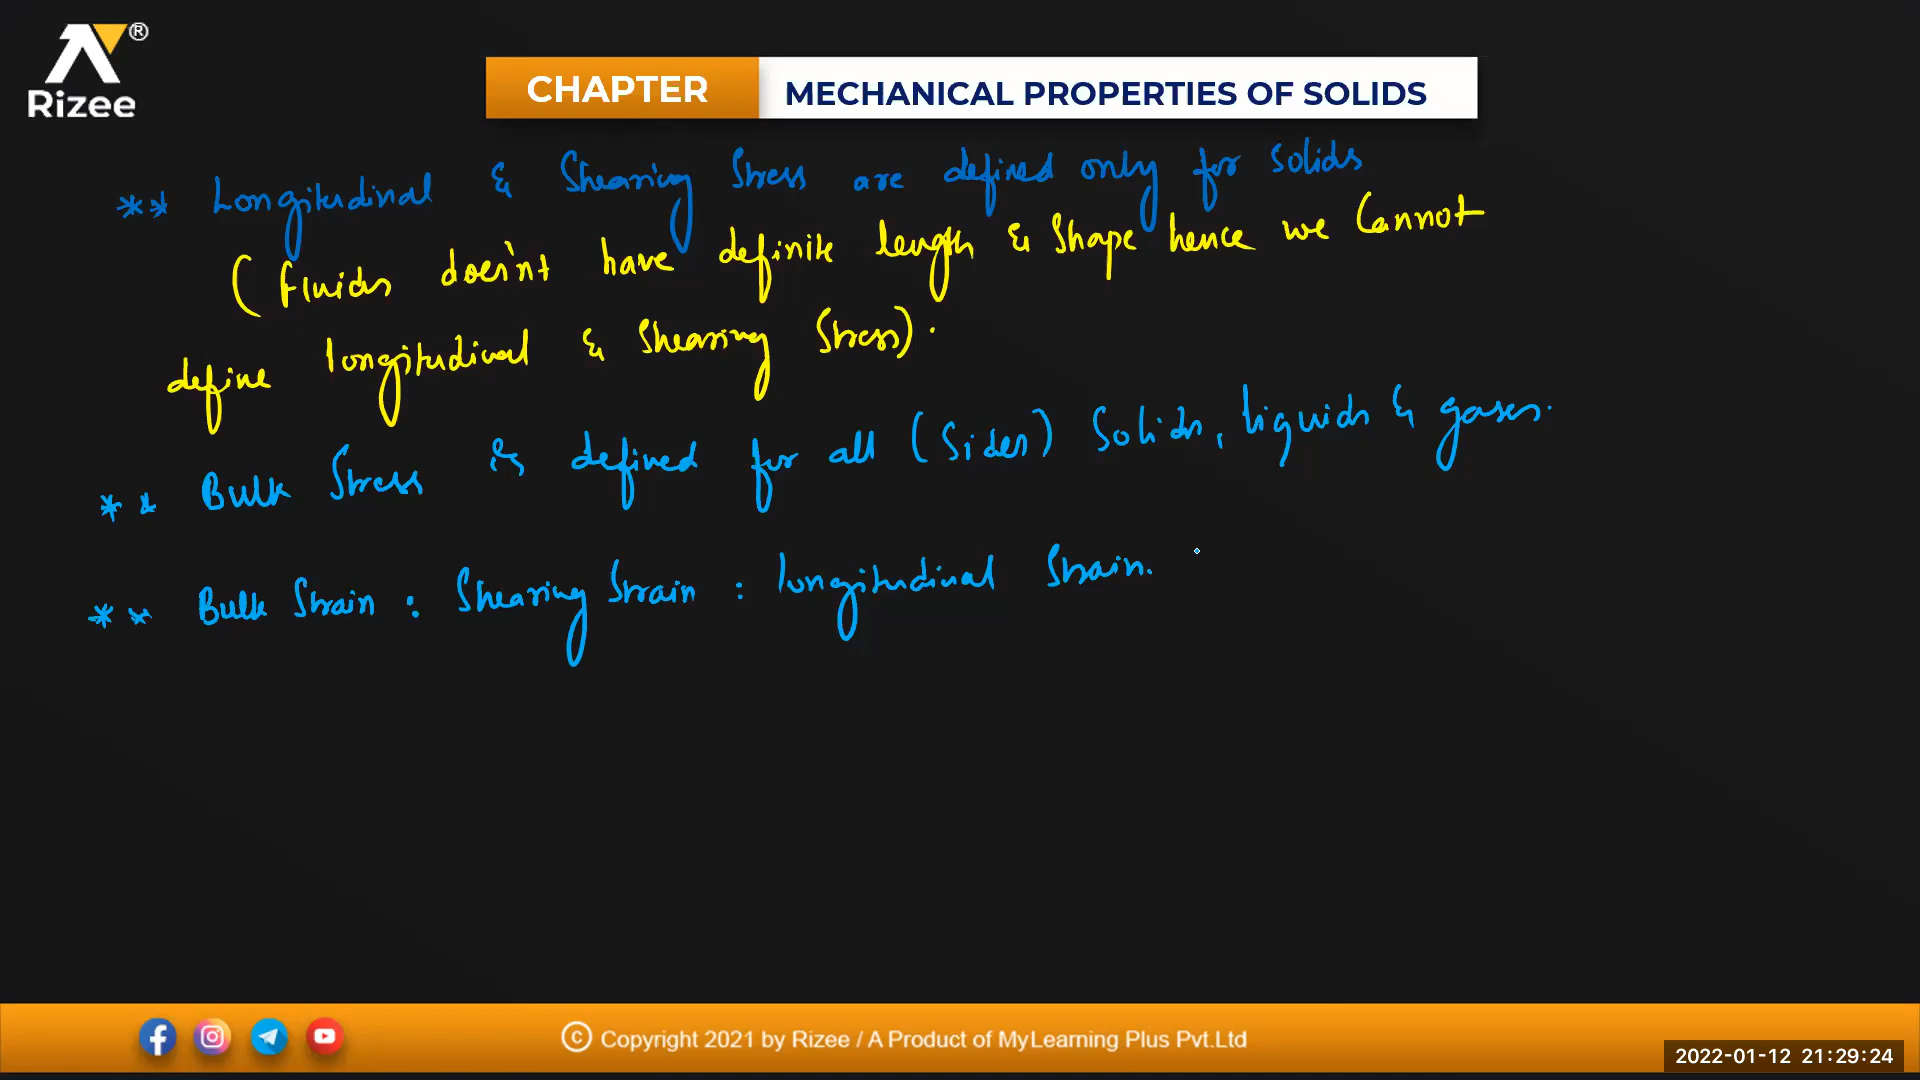 Rizee ®
CHAPTER MECHANICAL PROPERTIES OF SOLIDS
** Longitudinal & Shearing Stress are defined only for solids
(Fluids does'nt have definite length & shape hence we Cannot
define longitudinal & Shearing Stress).
** Bulk Stress is defined for all (Sides) Solids, liquids & gases.
** Bulk Strain : Shearing Strain : longitudinal Strain.
© Copyright 2021 by Rizee / A Product of MyLearning Plus Pvt.Ltd
2022-01-12 21:29:24